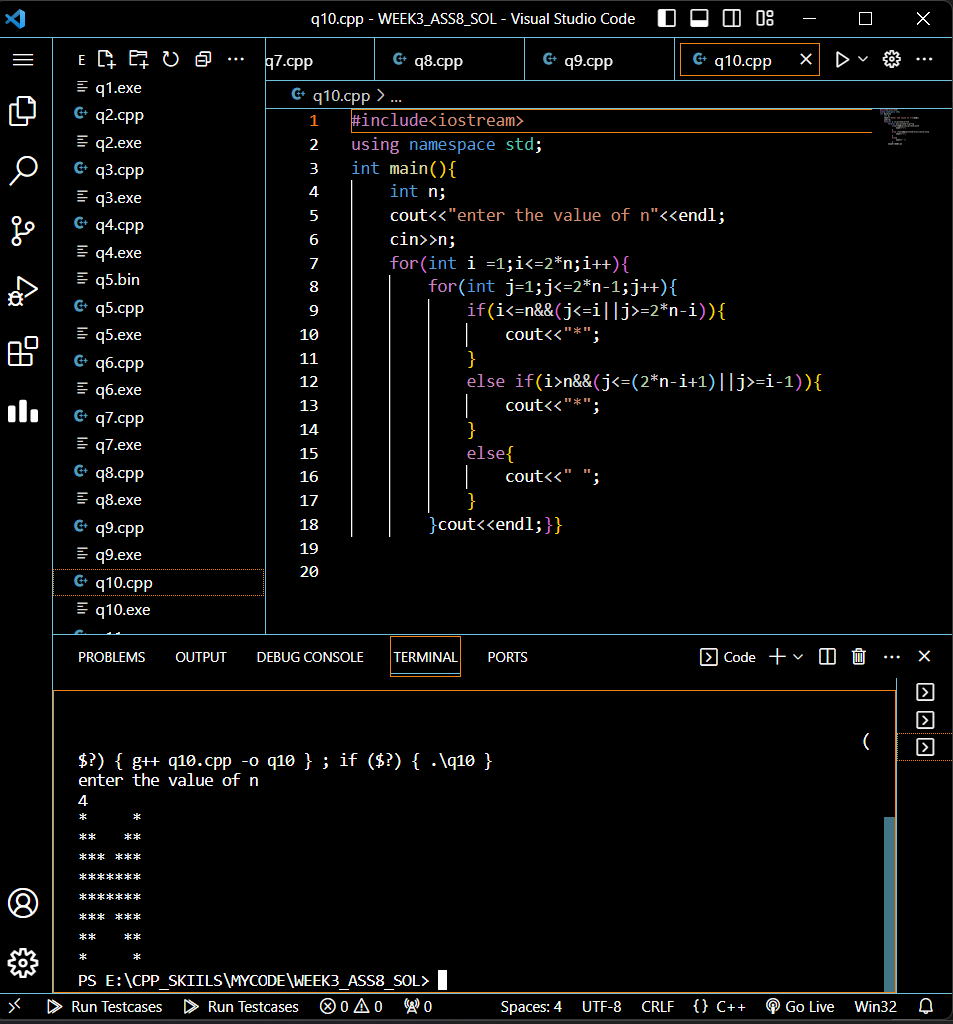 q10.cpp - WEEK3_ASS8_SOL - Visual Studio Code
E
q7.cpp q8.cpp q9.cpp q10.cpp
q10.cpp > ...
q1.exe
q2.cpp
q2.exe
q3.cpp
q3.exe
q4.cpp
q4.exe
q5.bin
q5.cpp
q5.exe
q6.cpp
q6.exe
q7.cpp
q7.exe
q8.cpp
q8.exe
q9.cpp
q9.exe
q10.cpp
q10.exe
1 #include<iostream>
2 using namespace std;
3 int main(){
4     int n;
5     cout<<"enter the value of n"<<endl;
6     cin>>n;
7     for(int i =1;i<=2*n;i++){
8         for(int j=1;j<=2*n-1;j++){
9             if(i<=n&&(j<=i||j>=2*n-i)){
10                 cout<<"*";
11             }
12             else if(i>n&&(j<=(2*n-i+1)||j>=i-1)){
13                 cout<<"*";
14             }
15             else{
16                 cout<<" ";
17             }
18         }cout<<endl;}}
19
20
PROBLEMS OUTPUT DEBUG CONSOLE TERMINAL PORTS Code
(
$?) { g++ q10.cpp -o q10 } ; if ($?) { .\q10 }
enter the value of n
4
*     *
**   **
*** ***
*******
*******
*** ***
**   **
*     *
PS E:\CPP_SKIILS\MYCODE\WEEK3_ASS8_SOL>
Run Testcases Run Testcases 0 0 0 Spaces: 4 UTF-8 CRLF {} C++ Go Live Win32